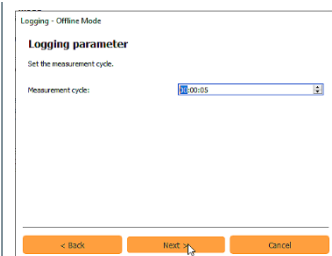 Logging - Offline Mode
Logging parameter
Set the measurement cycle.
Measurement cycle: 00:00:05
< Back Next > Cancel